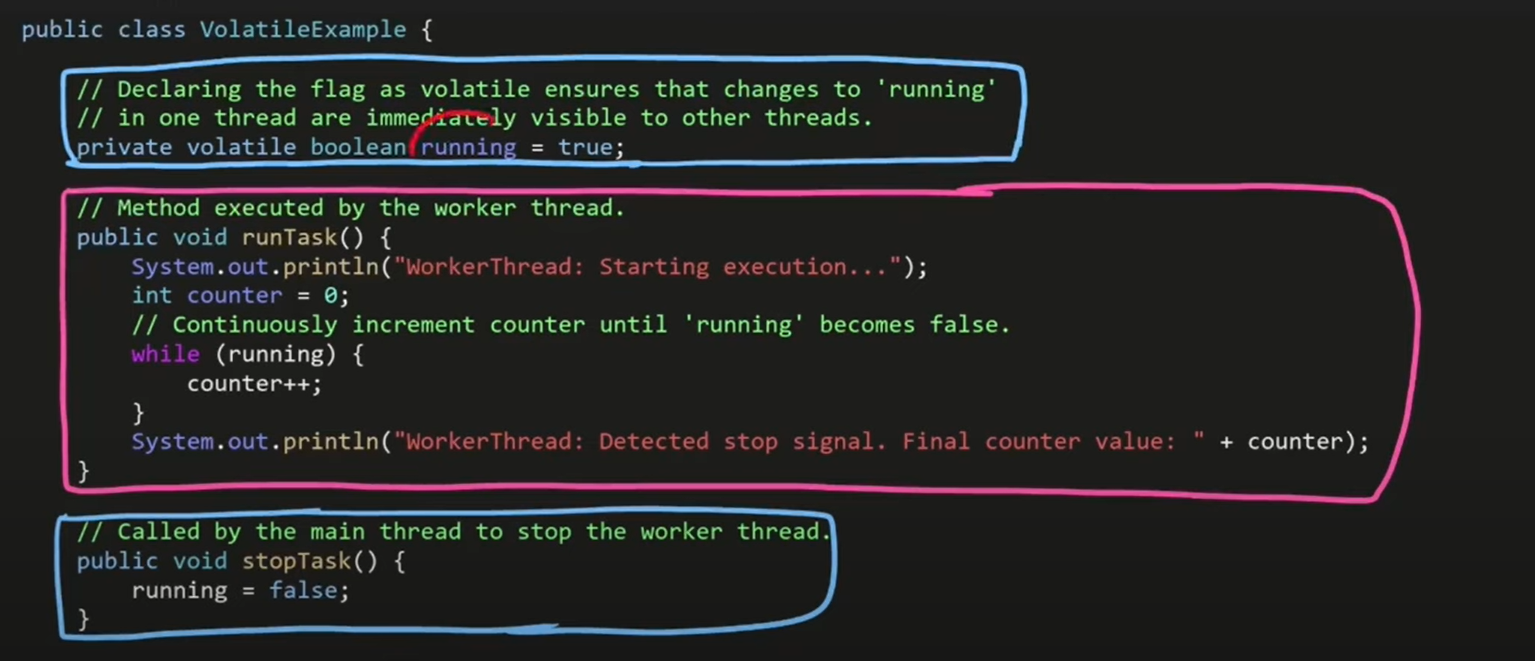 public class VolatileExample {
// Declaring the flag as volatile ensures that changes to 'running'
// in one thread are immediately visible to other threads.
private volatile boolean running = true;
// Method executed by the worker thread.
public void runTask() {
System.out.println("WorkerThread: Starting execution...");
int counter = 0;
// Continuously increment counter until 'running' becomes false.
while (running) {
counter++;
}
System.out.println("WorkerThread: Detected stop signal. Final counter value: " + counter);
}
// Called by the main thread to stop the worker thread.
public void stopTask() {
running = false;
}